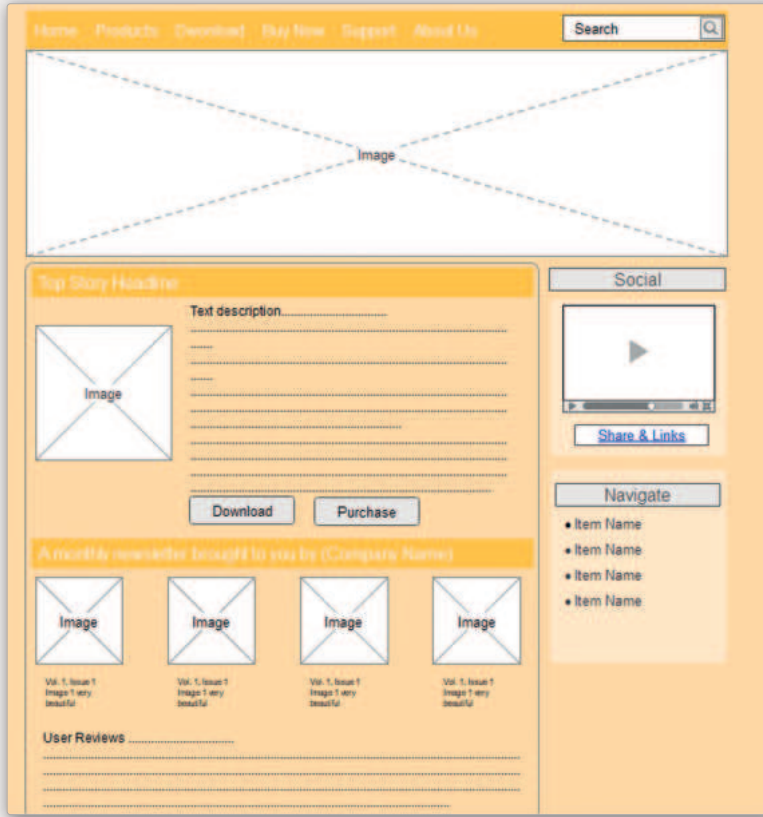 Home Products Dwonload Buy Now Support About Us
Search
Image
Top Story Headline
Text description..............................
Image
Download Purchase
A monthly newsletter brought to you by (Company Name)
Image Image Image Image
Vol. 1, Issue 1 Vol. 1, Issue 1 Vol. 1, Issue 1 Vol. 1, Issue 1
Image 1 very Image 1 very Image 1 very Image 1 very
beautiful beautiful beautiful beautiful
User Reviews ..............................
Social
Share & Links
Navigate
• Item Name
• Item Name
• Item Name
• Item Name